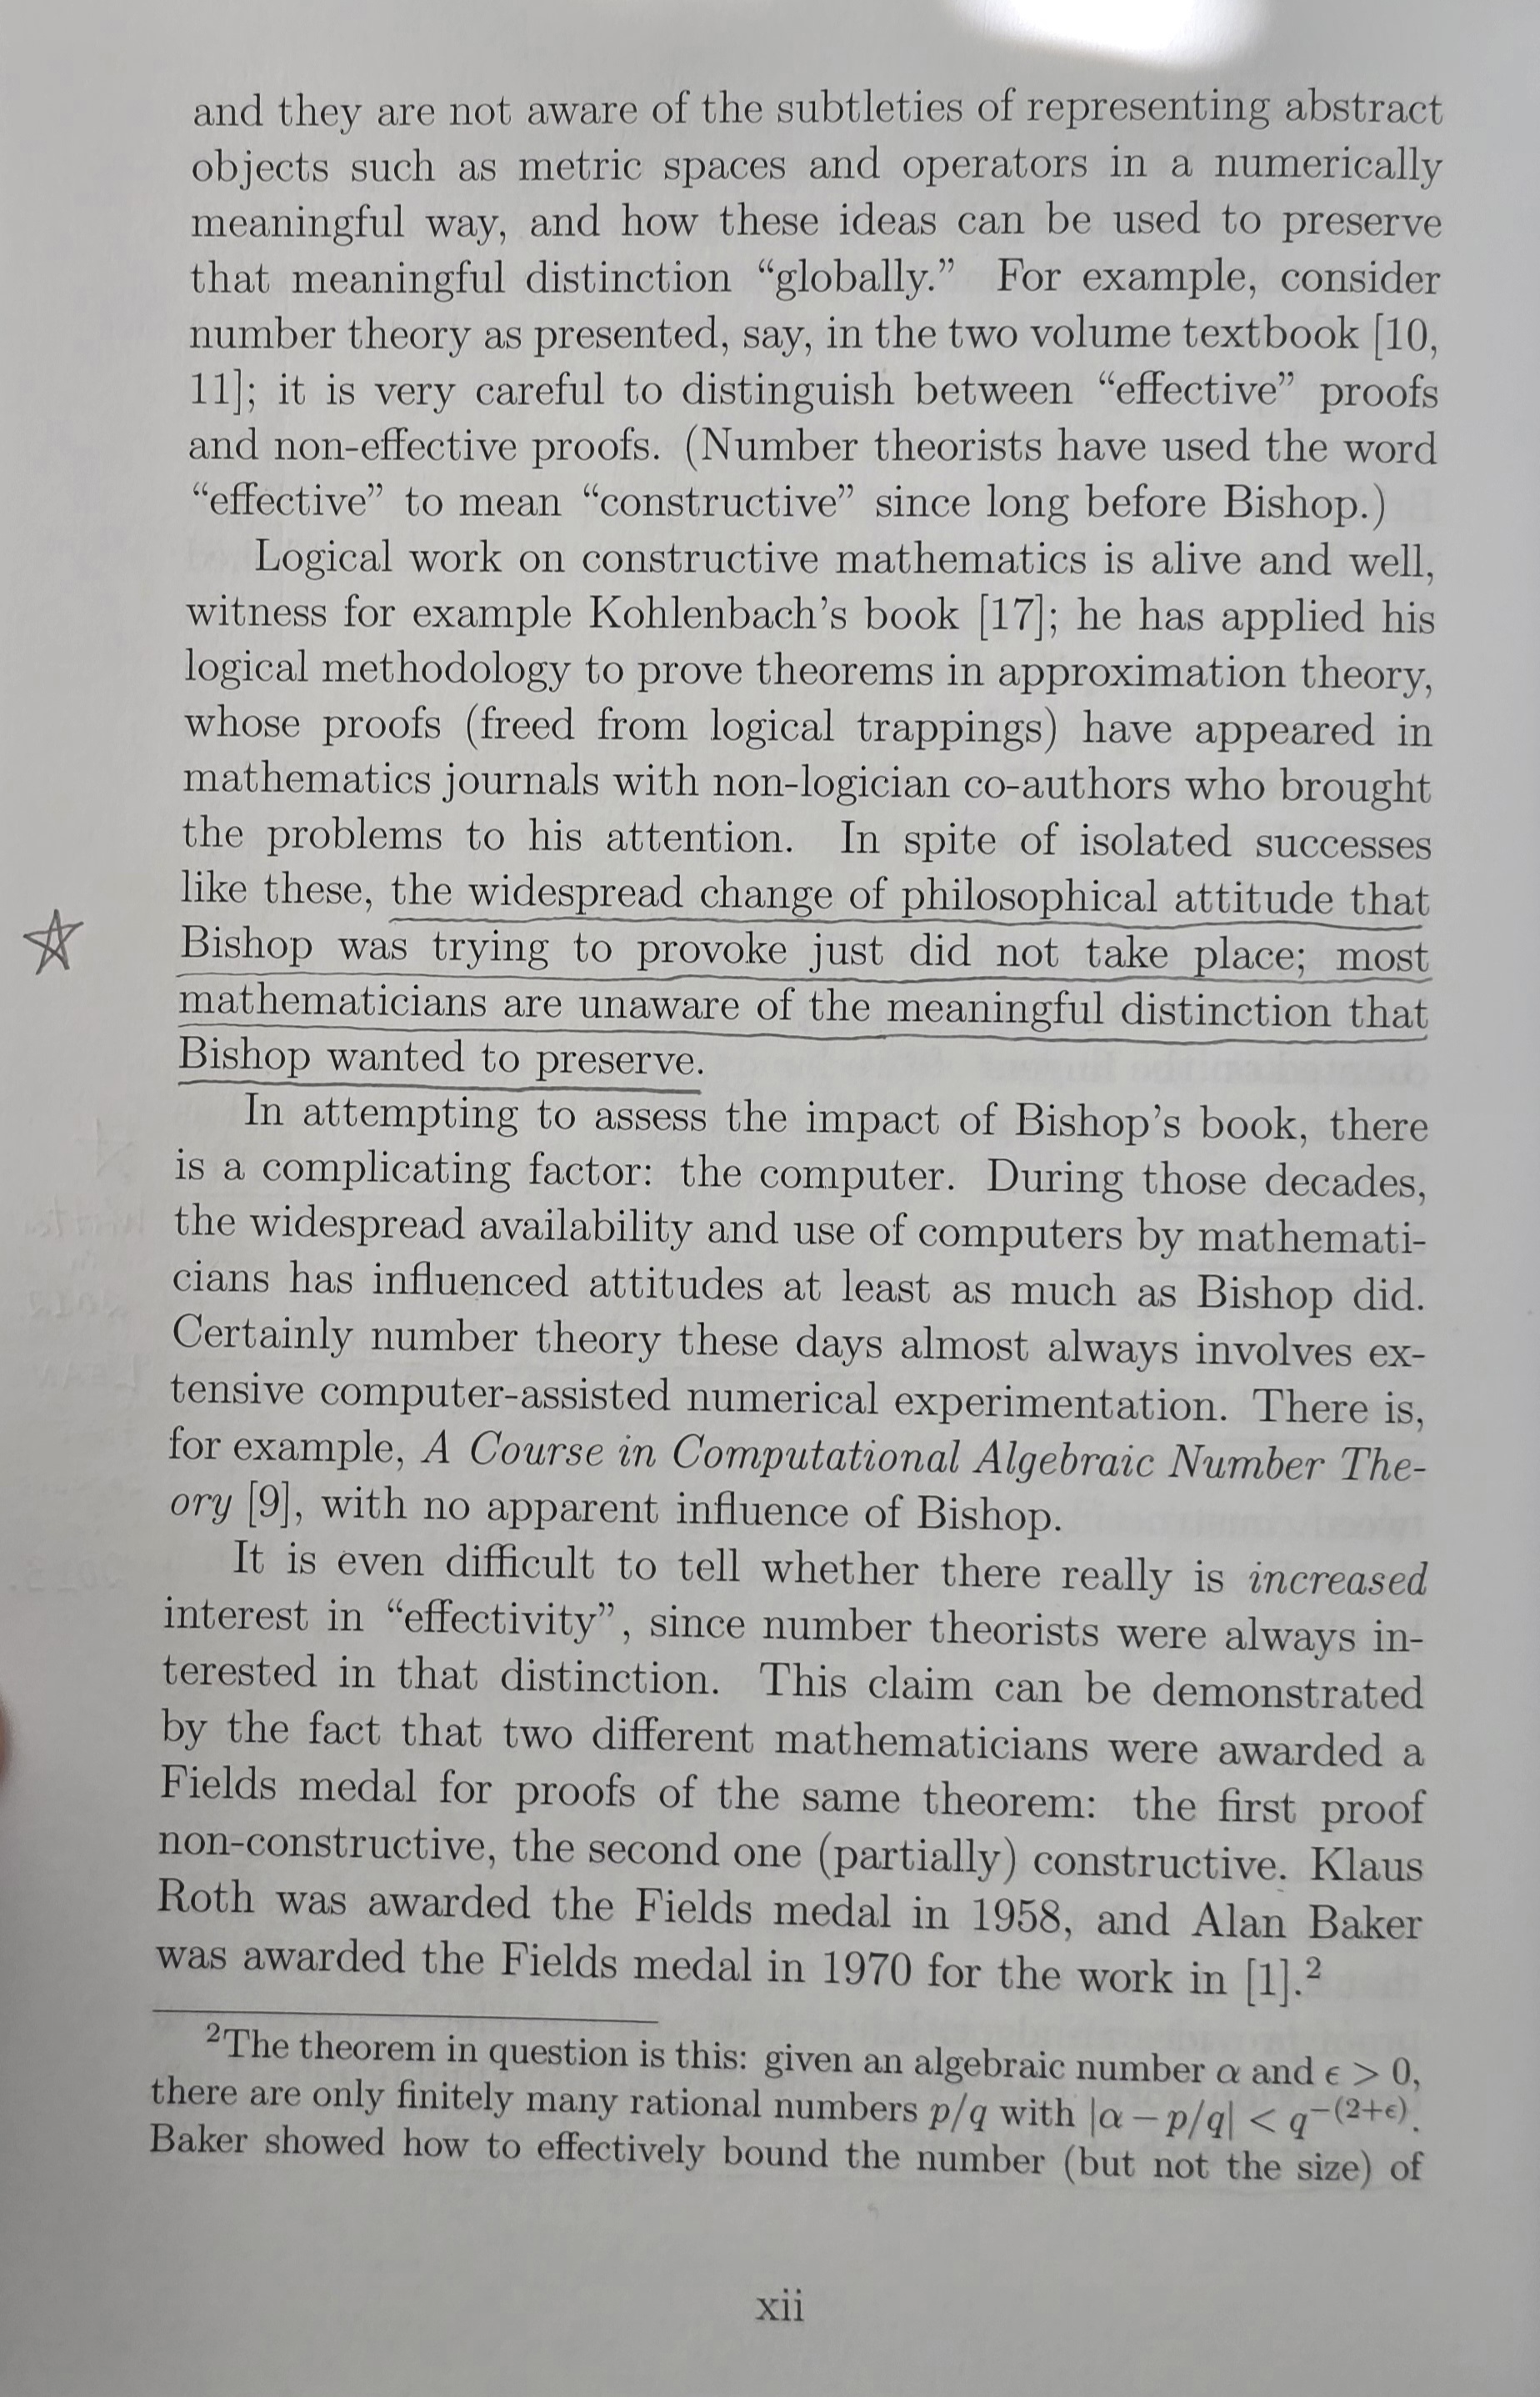 and they are not aware of the subtleties of representing abstract
objects such as metric spaces and operators in a numerically
meaningful way, and how these ideas can be used to preserve
that meaningful distinction “globally.” For example, consider
number theory as presented, say, in the two volume textbook [10,
11]; it is very careful to distinguish between “effective” proofs
and non-effective proofs. (Number theorists have used the word
“effective” to mean “constructive” since long before Bishop.)
Logical work on constructive mathematics is alive and well,
witness for example Kohlenbach’s book [17]; he has applied his
logical methodology to prove theorems in approximation theory,
whose proofs (freed from logical trappings) have appeared in
mathematics journals with non-logician co-authors who brought
the problems to his attention. In spite of isolated successes
like these, the widespread change of philosophical attitude that
Bishop was trying to provoke just did not take place; most
mathematicians are unaware of the meaningful distinction that
Bishop wanted to preserve.
In attempting to assess the impact of Bishop’s book, there
is a complicating factor: the computer. During those decades,
the widespread availability and use of computers by mathemati-
cians has influenced attitudes at least as much as Bishop did.
Certainly number theory these days almost always involves ex-
tensive computer-assisted numerical experimentation. There is,
for example, A Course in Computational Algebraic Number The-
ory [9], with no apparent influence of Bishop.
It is even difficult to tell whether there really is increased
interest in “effectivity”, since number theorists were always in-
terested in that distinction. This claim can be demonstrated
by the fact that two different mathematicians were awarded a
Fields medal for proofs of the same theorem: the first proof
non-constructive, the second one (partially) constructive. Klaus
Roth was awarded the Fields medal in 1958, and Alan Baker
was awarded the Fields medal in 1970 for the work in [1].²
²The theorem in question is this: given an algebraic number α and ϵ > 0,
there are only finitely many rational numbers p/q with |α − p/q| < q^{−(2+ϵ)}.
Baker showed how to effectively bound the number (but not the size) of
xii